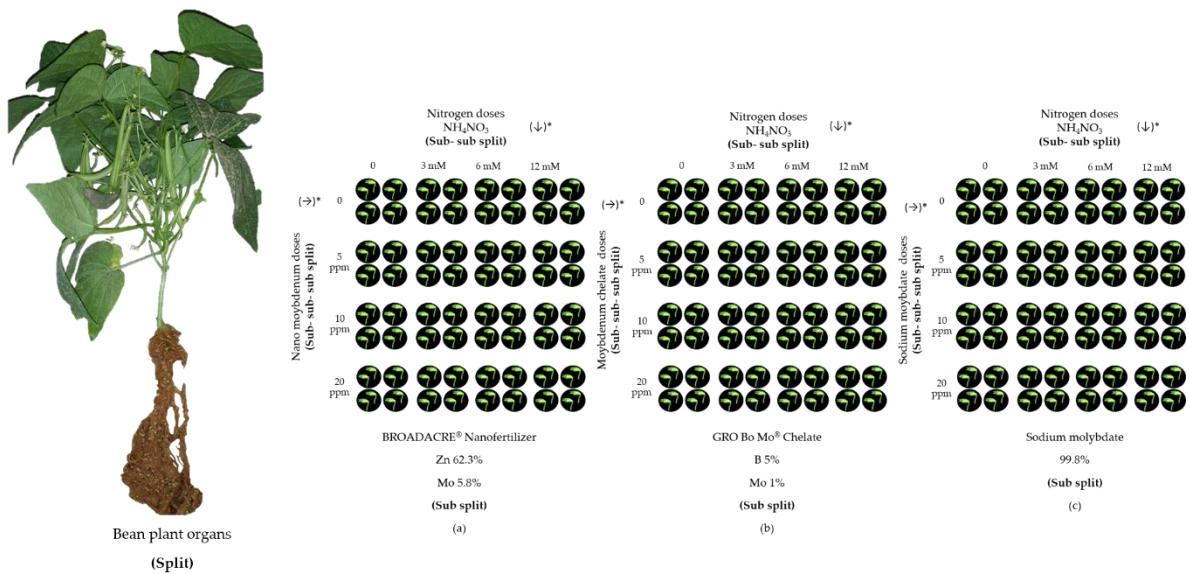 Bean plant organs
(Split)
Nitrogen doses
NH₄NO₃ (↓)*
(Sub- sub split)
0 3 mM 6 mM 12 mM
(→)*
Nano moybdenum doses
(Sub- sub- sub split)
0
5
ppm
10
ppm
20
ppm
BROADACRE® Nanofertilizer
Zn 62.3%
Mo 5.8%
(Sub split)
(a)
Nitrogen doses
NH₄NO₃ (↓)*
(Sub- sub split)
0 3 mM 6 mM 12 mM
(→)*
Moybdenum chelate doses
(Sub- sub- sub split)
0
5
ppm
10
ppm
20
ppm
GRO Bo Mo® Chelate
B 5%
Mo 1%
(Sub split)
(b)
Nitrogen doses
NH₄NO₃ (↓)*
(Sub- sub split)
0 3 mM 6 mM 12 mM
(→)*
Sodium moybdate doses
(Sub- sub- sub split)
0
5
ppm
10
ppm
20
ppm
Sodium molybdate
99.8%
(Sub split)
(c)